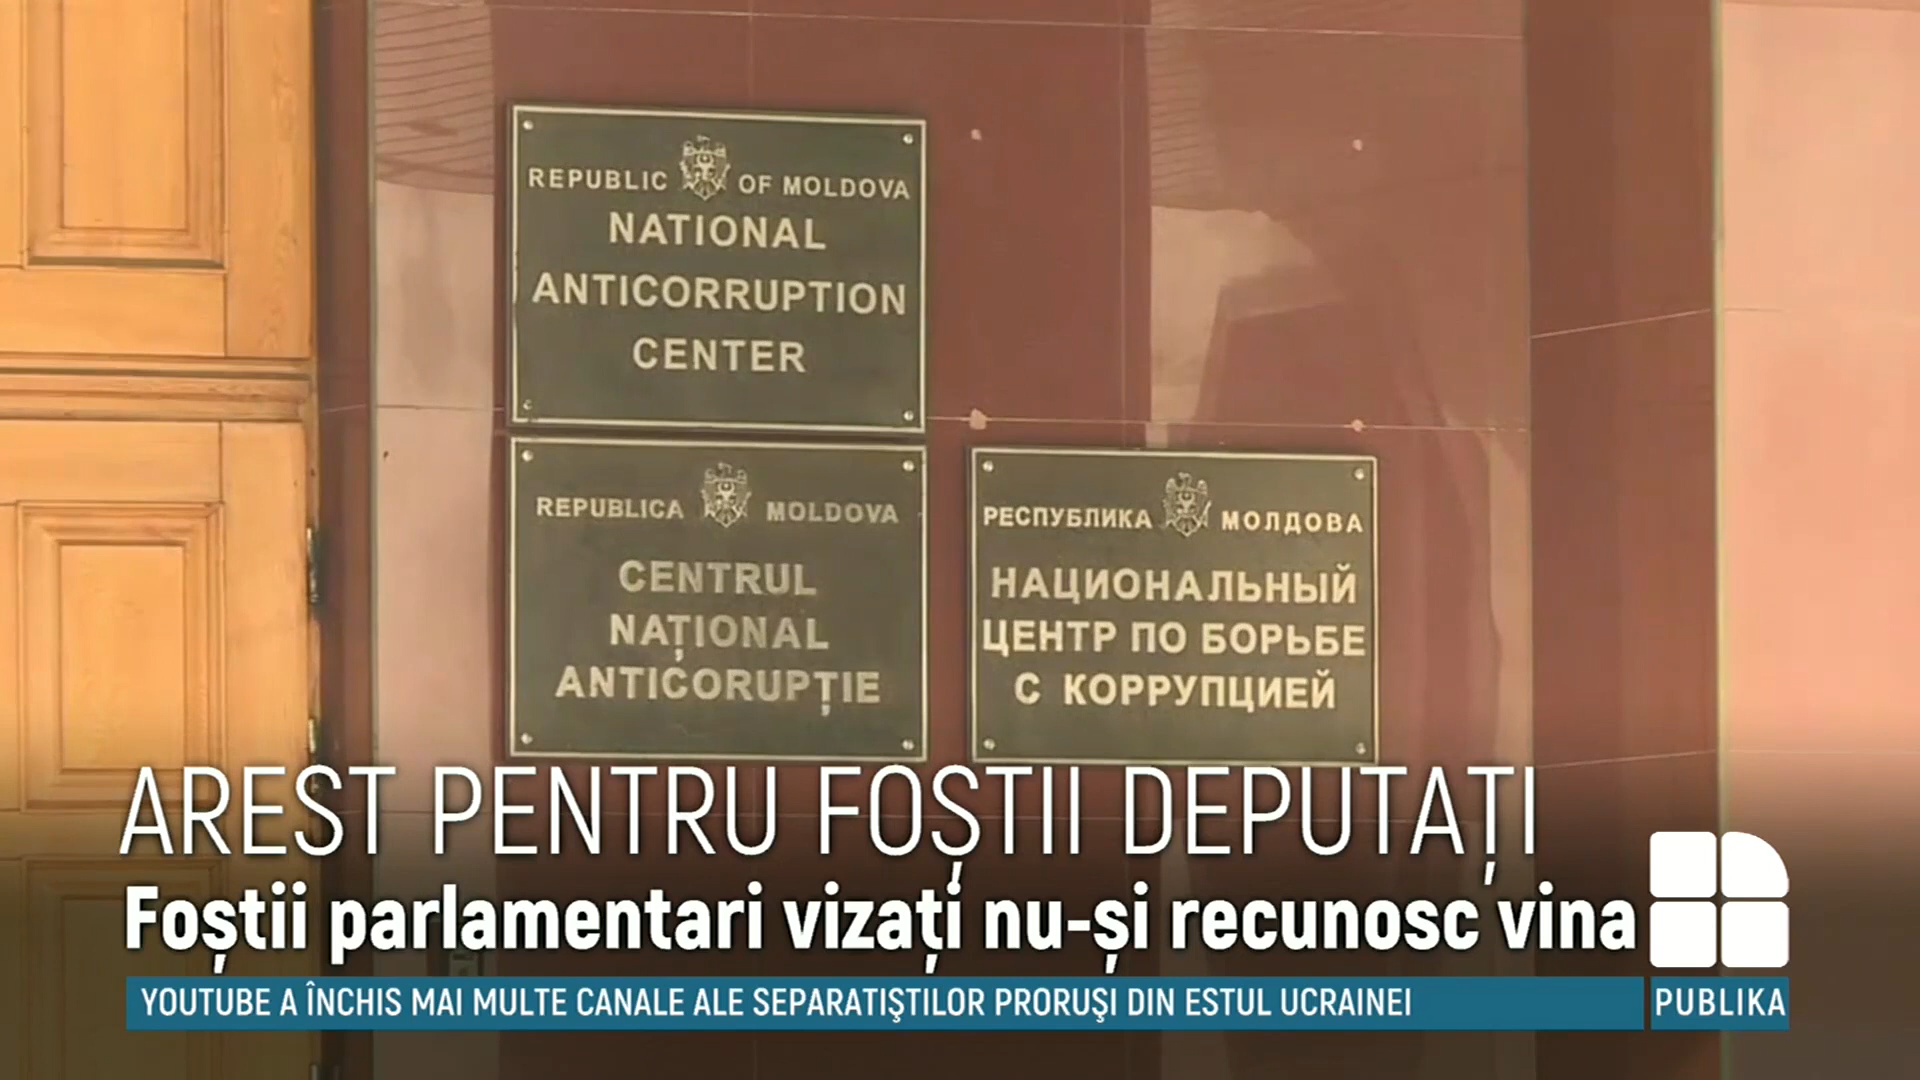 REPUBLIC OF MOLDOVA
NATIONAL
ANTICORRUPTION
CENTER
REPUBLICA MOLDOVA
CENTRUL
NAȚIONAL
ANTICORUPȚIE
РЕСПУБЛИКА МОЛДОВА
НАЦИОНАЛЬНЫЙ
ЦЕНТР ПО БОРЬБЕ
С КОРРУПЦИЕЙ
AREST PENTRU FOȘTII DEPUTAȚI
Foștii parlamentari vizați nu-și recunosc vina
YOUTUBE A ÎNCHIS MAI MULTE CANALE ALE SEPARATIŞTILOR PRORUŞI DIN ESTUL UCRAINEI
PUBLIKA